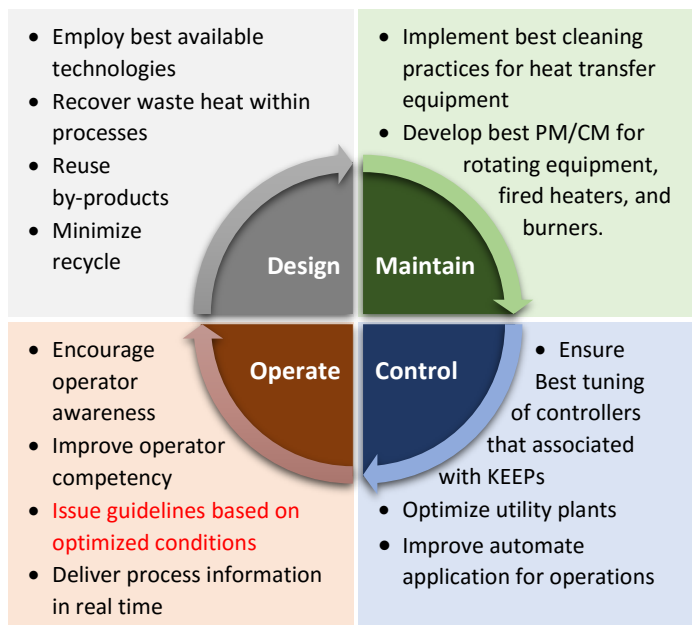 • Employ best available
technologies
• Recover waste heat within
processes
• Reuse
by-products
• Minimize
recycle
Design
• Implement best cleaning
practices for heat transfer
equipment
• Develop best PM/CM for
rotating equipment,
fired heaters, and
burners.
Maintain
• Encourage
operator
awareness
• Improve operator
competency
• Issue guidelines based on
optimized conditions
• Deliver process information
in real time
Operate
Control
• Ensure
Best tuning
of controllers
that associated
with KEEPs
• Optimize utility plants
• Improve automate
application for operations